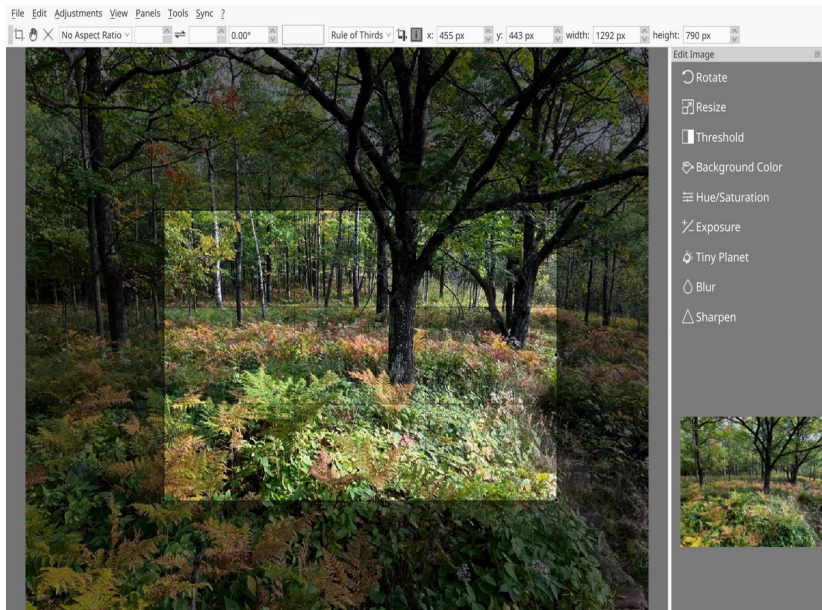 File Edit Adjustments View Panels Tools Sync ?
No Aspect Ratio 0.00° Rule of Thirds x: 455 px y: 443 px width: 1292 px height: 790 px
Edit Image
Rotate
Resize
Threshold
Background Color
Hue/Saturation
Exposure
Tiny Planet
Blur
Sharpen